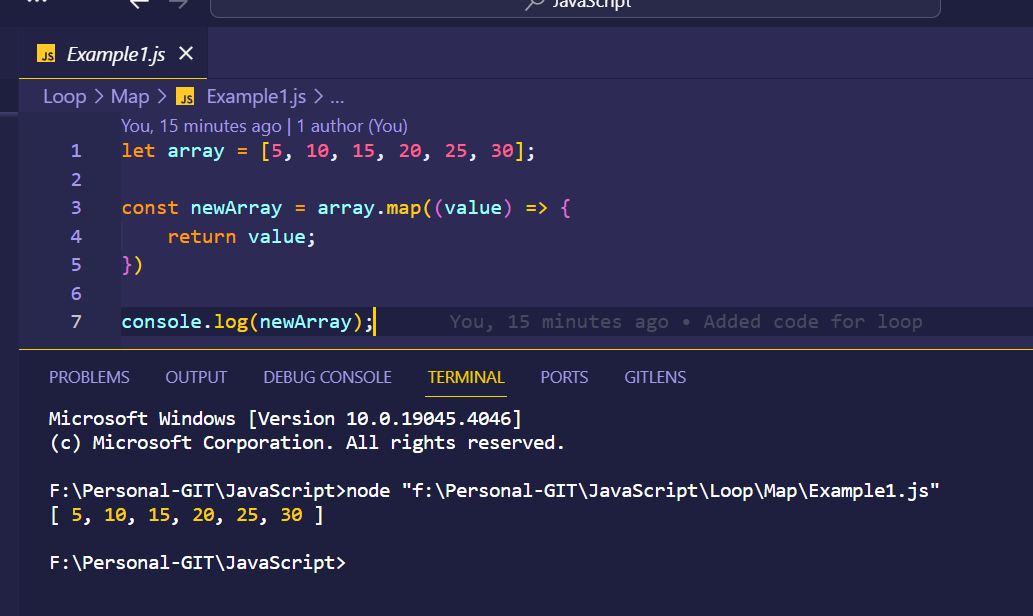 JavaScript
JS Example1.js
Loop > Map > JS Example1.js > ...
You, 15 minutes ago | 1 author (You)
1 let array = [5, 10, 15, 20, 25, 30];
2
3 const newArray = array.map((value) => {
4     return value;
5 })
6
7 console.log(newArray); You, 15 minutes ago • Added code for loop
PROBLEMS OUTPUT DEBUG CONSOLE TERMINAL PORTS GITLENS
Microsoft Windows [Version 10.0.19045.4046]
(c) Microsoft Corporation. All rights reserved.
F:\Personal-GIT\JavaScript>node "f:\Personal-GIT\JavaScript\Loop\Map\Example1.js"
[ 5, 10, 15, 20, 25, 30 ]
F:\Personal-GIT\JavaScript>